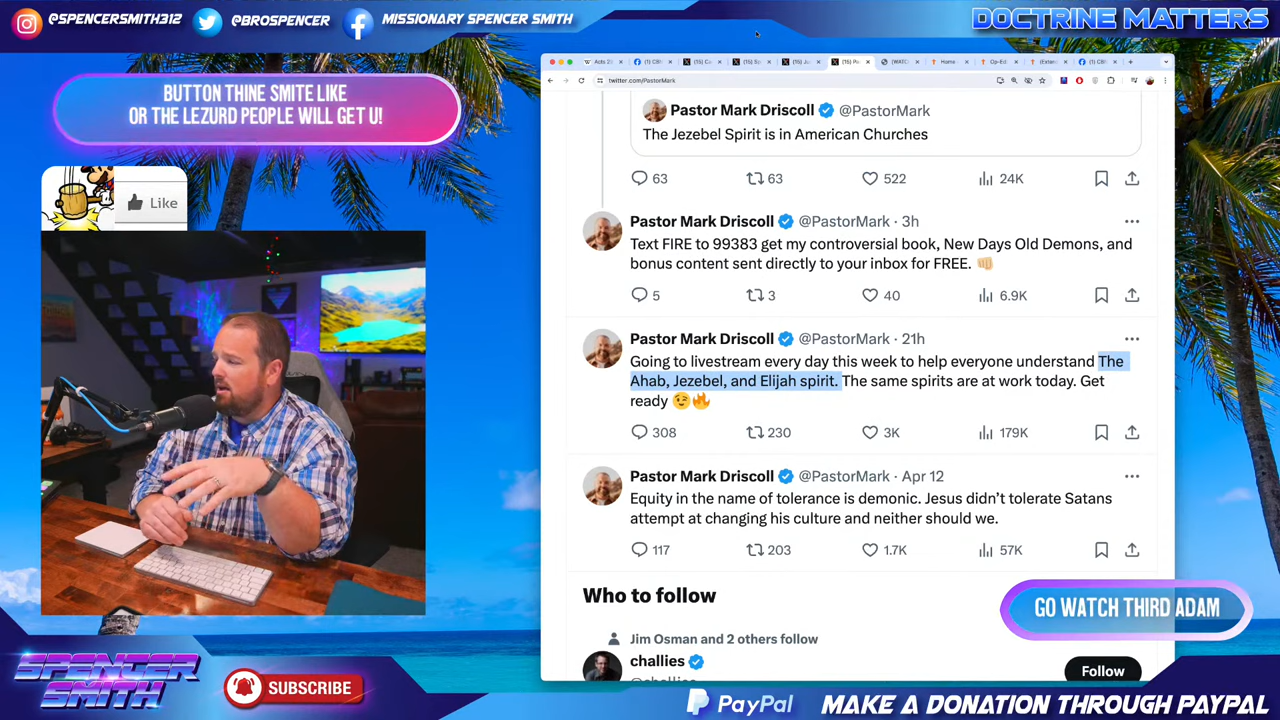 @SPENCERSMITH312
@BROSPENCER
MISSIONARY SPENCER SMITH
DOCTRINE MATTERS
BUTTON THINE SMITE LIKE
OR THE LEZURD PEOPLE WILL GET U!
Like
twitter.com/PastorMark
Pastor Mark Driscoll @PastorMark
The Jezebel Spirit is in American Churches
63 63 522 24K
Pastor Mark Driscoll @PastorMark · 3h
Text FIRE to 99383 get my controversial book, New Days Old Demons, and
bonus content sent directly to your inbox for FREE. 👊🏻
5 3 40 6.9K
Pastor Mark Driscoll @PastorMark · 21h
Going to livestream every day this week to help everyone understand The
Ahab, Jezebel, and Elijah spirit. The same spirits are at work today. Get
ready 😉🔥
308 230 3K 179K
Pastor Mark Driscoll @PastorMark · Apr 12
Equity in the name of tolerance is demonic. Jesus didn’t tolerate Satans
attempt at changing his culture and neither should we.
117 203 1.7K 57K
Who to follow
Jim Osman and 2 others follow
challies
@challies
Follow
GO WATCH THIRD ADAM
SPENCER
SMITH
SUBSCRIBE
PayPal
MAKE A DONATION THROUGH PAYPAL